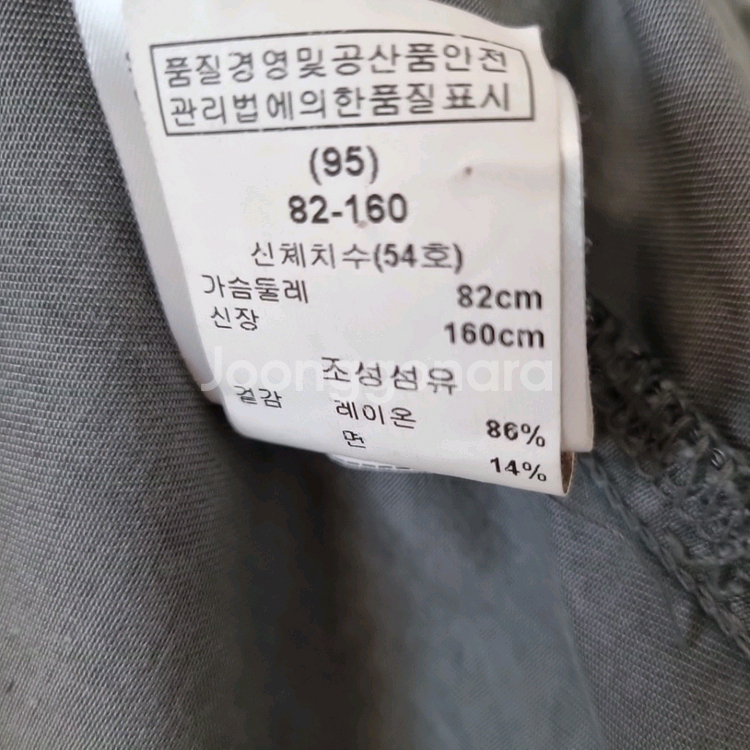 품질경영및공산품안전
관리법에의한품질표시
(95)
82-160
신체치수(54호)
가슴둘레 82cm
신장 160cm
조성섬유
Joonggonara
겉감 레이온 86%
면 14%